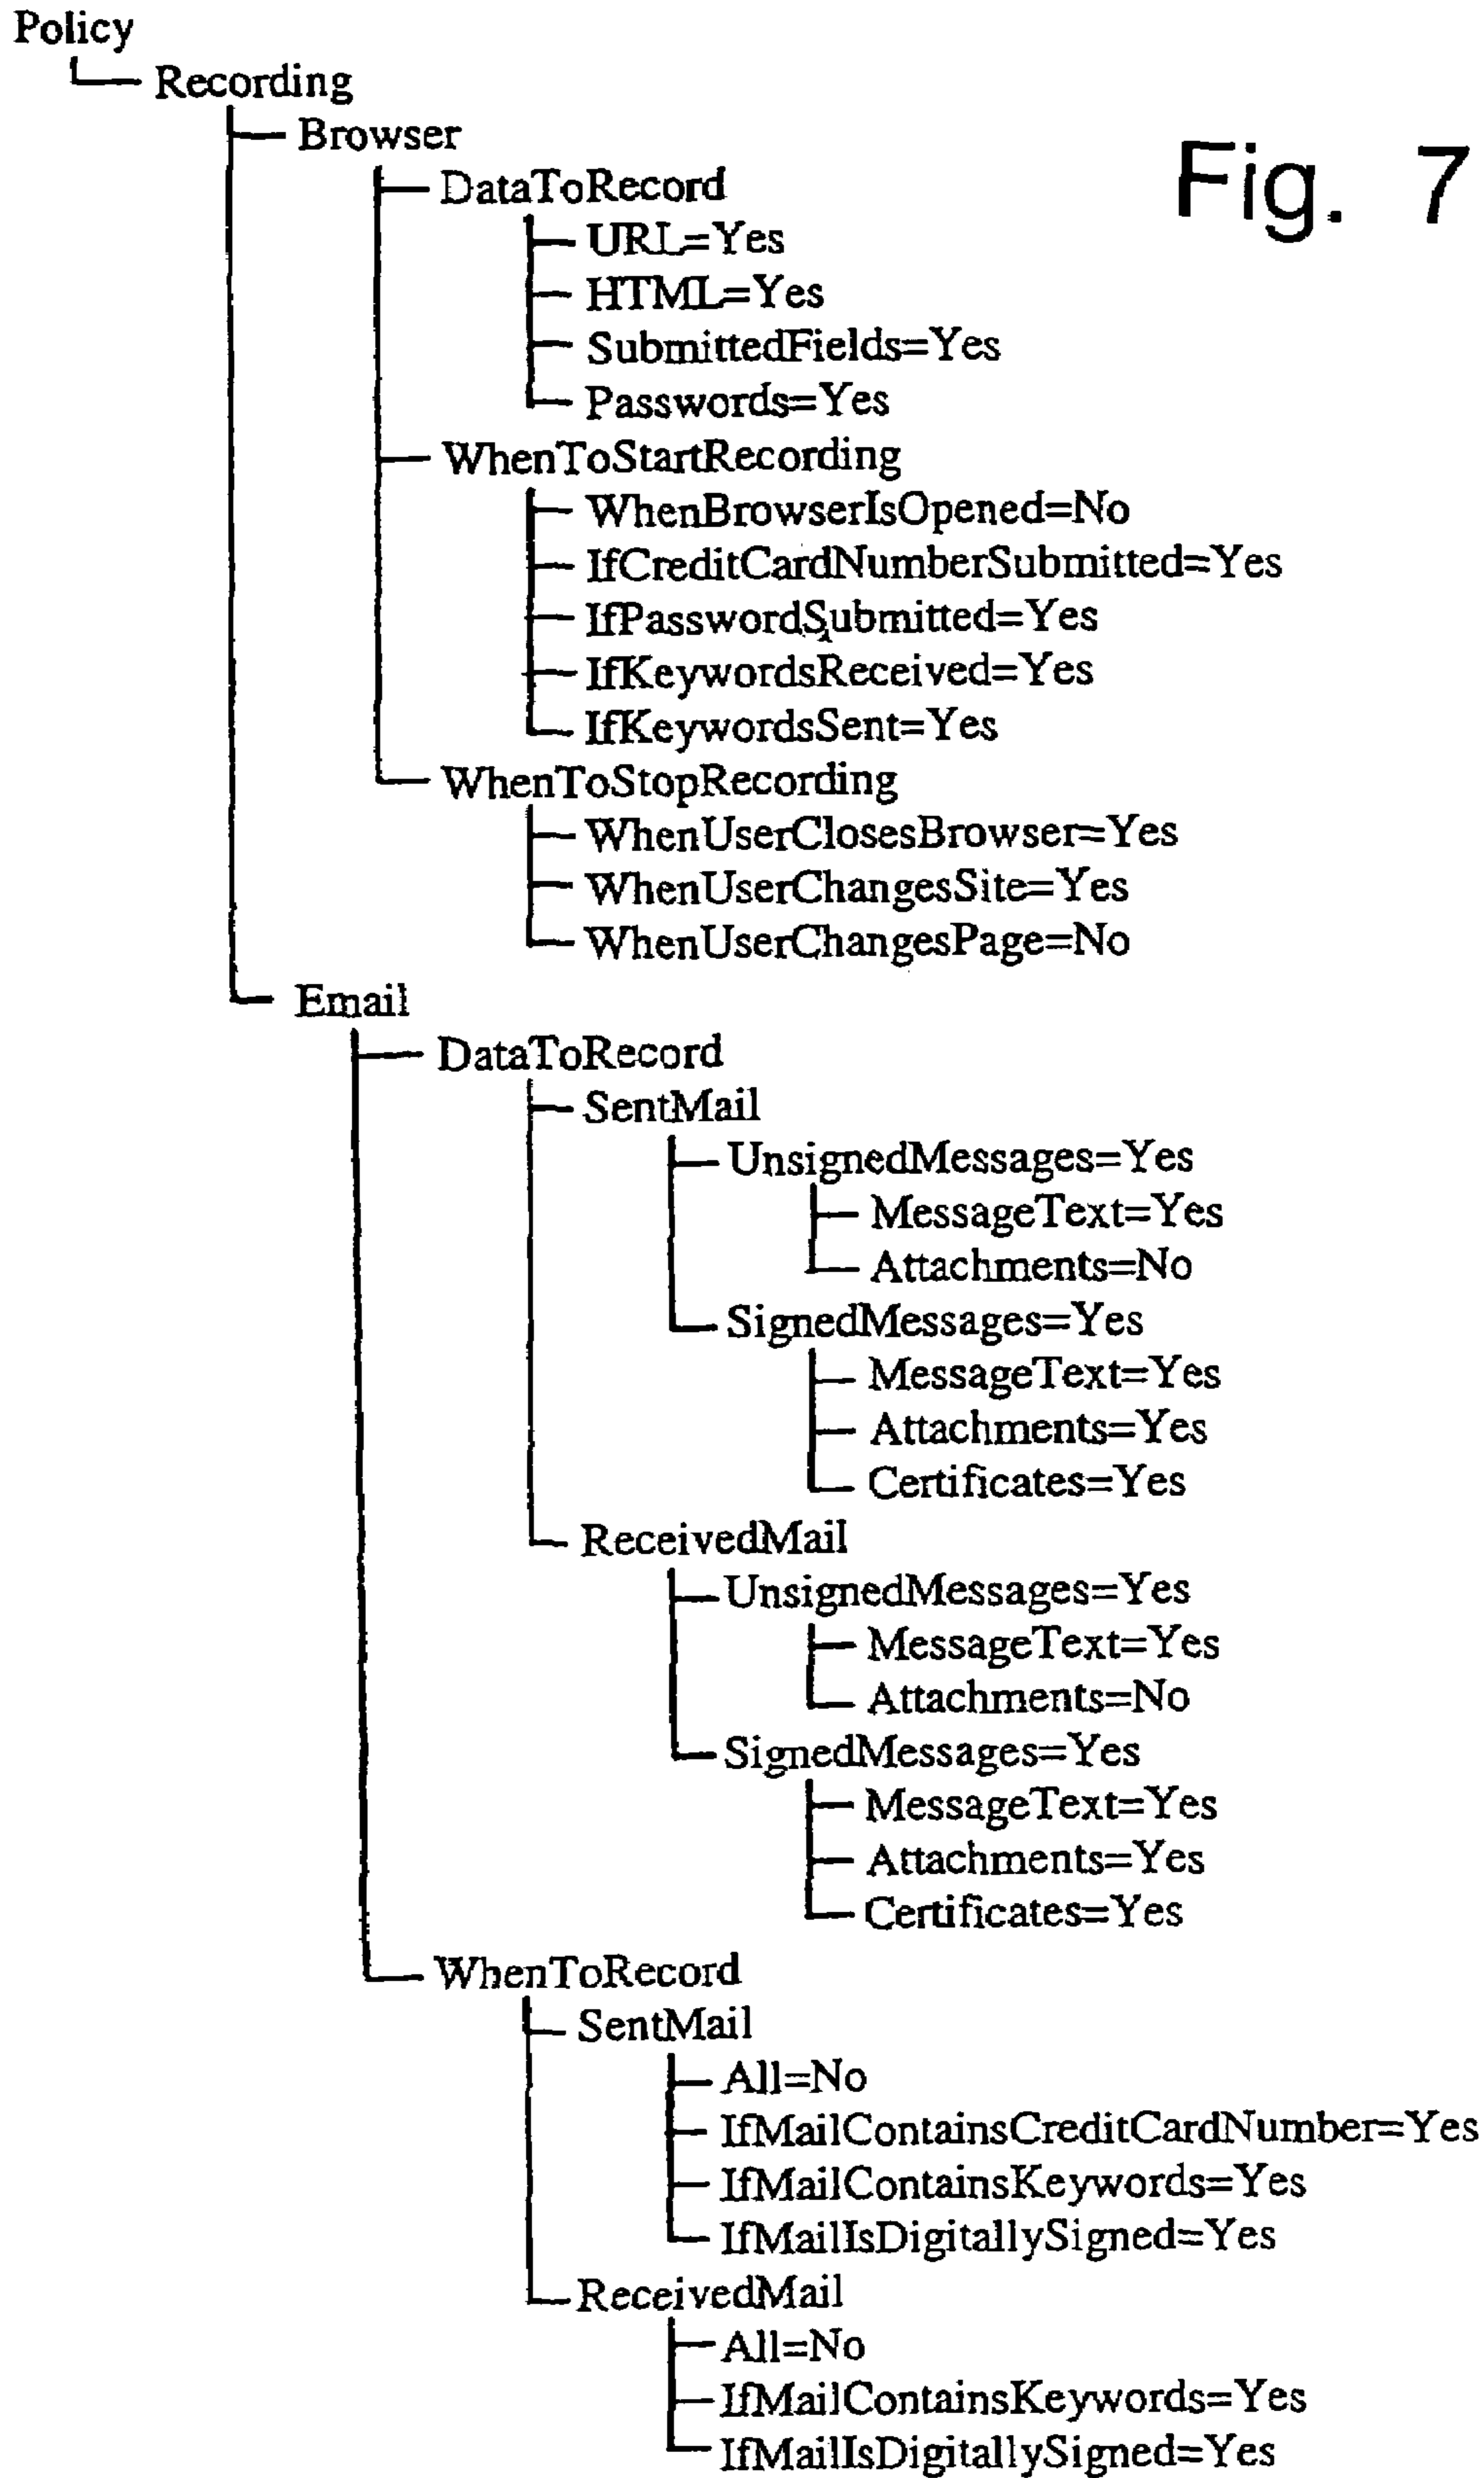 Policy
Recording
Browser
Fig. 7
DataToRecord
URL=Yes
HTML=Yes
SubmittedFields=Yes
Passwords=Yes
WhenToStartRecording
WhenBrowserIsOpened=No
IfCreditCardNumberSubmitted=Yes
IfPasswordSubmitted=Yes
IfKeywordsReceived=Yes
IfKeywordsSent=Yes
WhenToStopRecording
WhenUserClosesBrowser=Yes
WhenUserChangesSite=Yes
WhenUserChangesPage=No
Email
DataToRecord
SentMail
UnsignedMessages=Yes
MessageText=Yes
Attachments=No
SignedMessages=Yes
MessageText=Yes
Attachments=Yes
Certificates=Yes
ReceivedMail
UnsignedMessages=Yes
MessageText=Yes
Attachments=No
SignedMessages=Yes
MessageText=Yes
Attachments=Yes
Certificates=Yes
WhenToRecord
SentMail
All=No
IfMailContainsCreditCardNumber=Yes
IfMailContainsKeywords=Yes
IfMailIsDigitallySigned=Yes
ReceivedMail
All=No
IfMailContainsKeywords=Yes
IfMailIsDigitallySigned=Yes